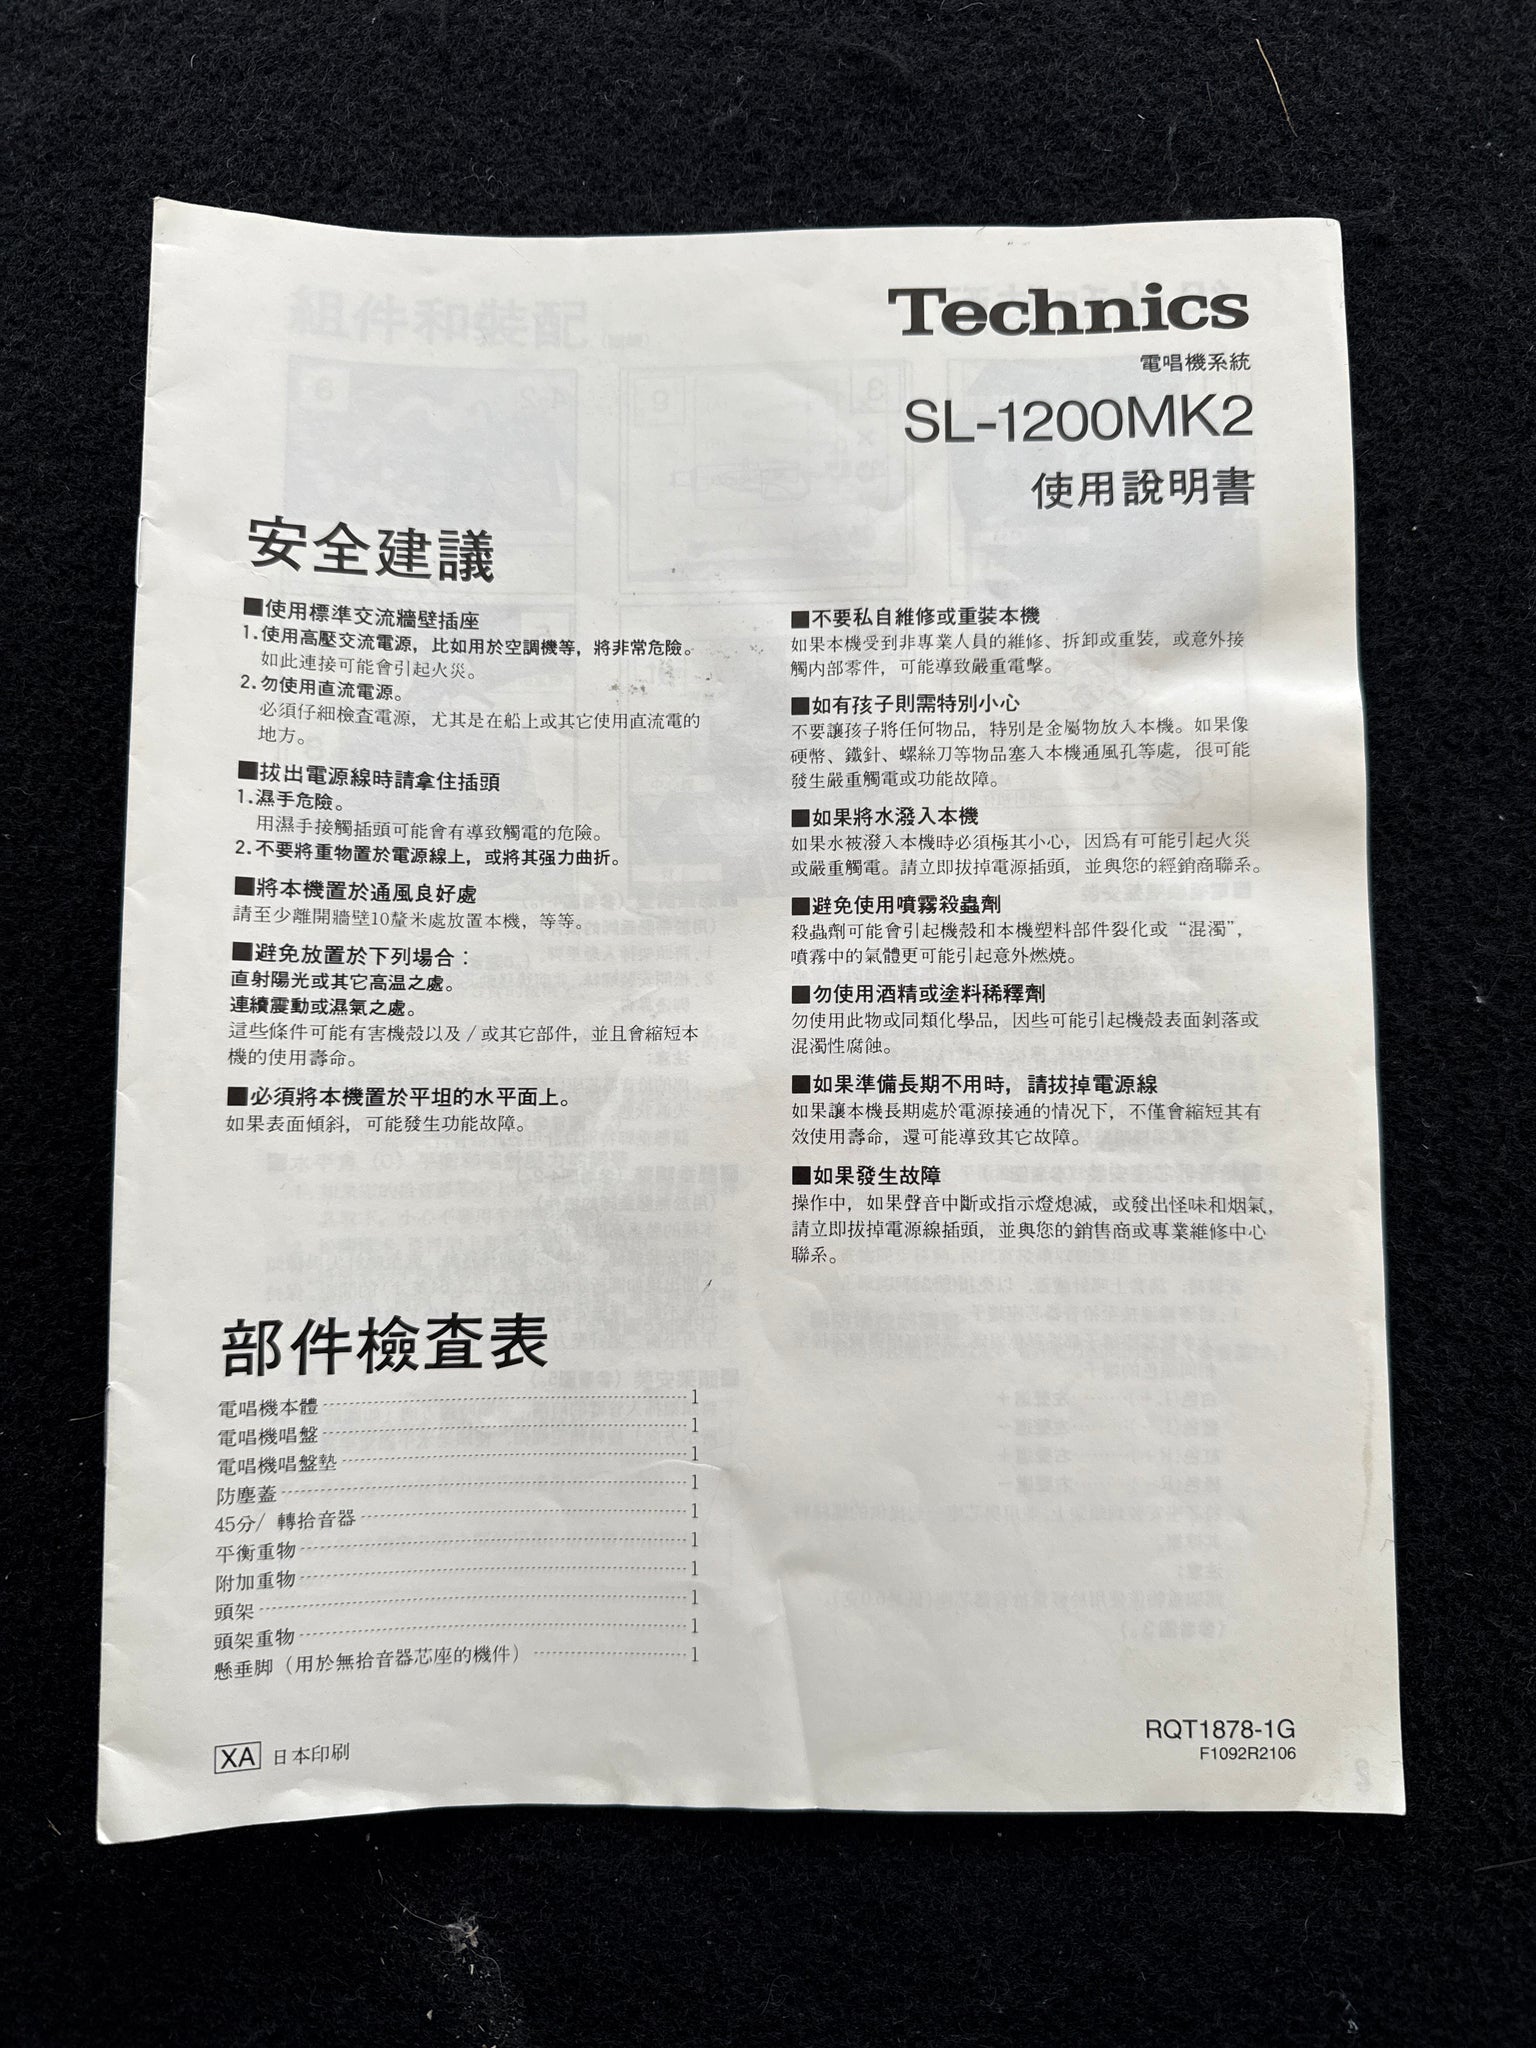 Technics
電唱機系統
SL-1200MK2
使用說明書
安全建議
■使用標準交流牆壁插座
1.使用高壓交流電源，比如用於空調機等，將非常危險。
如此連接可能會引起火災。
2.勿使用直流電源。
必須仔細檢查電源，尤其是在船上或其它使用直流電的
地方。
■拔出電源線時請拿住插頭
1.濕手危險。
用濕手接觸插頭可能會有導致觸電的危險。
2.不要將重物置於電源線上，或將其强力曲折。
■將本機置於通風良好處
請至少離開牆壁10釐米處放置本機，等等。
■避免放置於下列場合：
直射陽光或其它高温之處。
連續震動或濕氣之處。
這些條件可能有害機殼以及/或其它部件，並且會縮短本
機的使用壽命。
■必須將本機置於平坦的水平面上。
如果表面傾斜，可能發生功能故障。
■不要私自維修或重裝本機
如果本機受到非專業人員的維修、拆卸或重裝，或意外接
觸内部零件，可能導致嚴重電擊。
■如有孩子則需特別小心
不要讓孩子將任何物品，特別是金屬物放入本機。如果像
硬幣、鐵針、螺絲刀等物品塞入本機通風孔等處，很可能
發生嚴重觸電或功能故障。
■如果將水潑入本機
如果水被潑入本機時必須極其小心，因爲有可能引起火災
或嚴重觸電。請立即拔掉電源插頭，並與您的經銷商聯系。
■避免使用噴霧殺蟲劑
殺蟲劑可能會引起機殼和本機塑料部件裂化或“混濁”，
噴霧中的氣體更可能引起意外燃燒。
■勿使用酒精或塗料稀釋劑
勿使用此物或同類化學品，因些可能引起機殼表面剝落或
混濁性腐蝕。
■如果準備長期不用時，請拔掉電源線
如果讓本機長期處於電源接通的情况下，不僅會縮短其有
效使用壽命，還可能導致其它故障。
■如果發生故障
操作中，如果聲音中斷或指示燈熄滅，或發出怪味和烟氣，
請立即拔掉電源線插頭，並與您的銷售商或專業維修中心
聯系。
部件檢查表
電唱機本體 1
電唱機唱盤 1
電唱機唱盤墊 1
防塵蓋 1
45分/ 轉拾音器 1
平衡重物 1
附加重物 1
頭架 1
頭架重物 1
懸垂脚（用於無拾音器芯座的機件） 1
XA 日本印刷
RQT1878-1G
F1092R2106